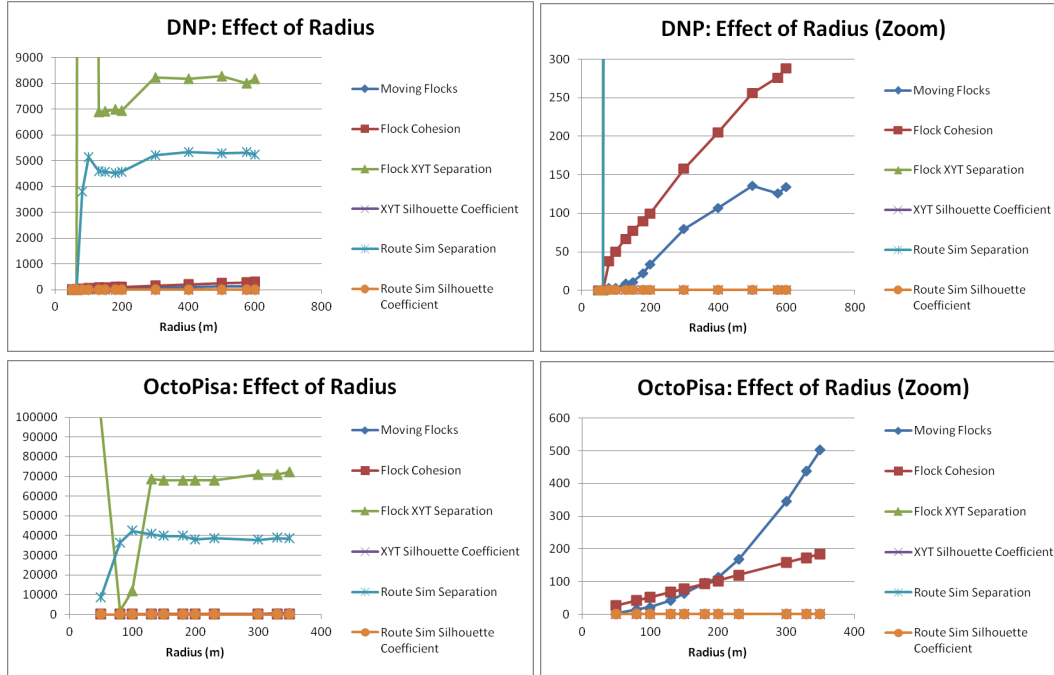 DNP: Effect of Radius
9000
8000
7000
6000
5000
4000
3000
2000
1000
0
0 200 400 600 800
Radius (m)
Moving Flocks
Flock Cohesion
Flock XYT Separation
XYT Silhouette Coefficient
Route Sim Separation
Route Sim Silhouette
Coefficient
DNP: Effect of Radius (Zoom)
300
250
200
150
100
50
0
0 200 400 600 800
Radius (m)
Moving Flocks
Flock Cohesion
Flock XYT Separation
XYT Silhouette Coefficient
Route Sim Separation
Route Sim Silhouette
Coefficient
OctoPisa: Effect of Radius
100000
90000
80000
70000
60000
50000
40000
30000
20000
10000
0
0 100 200 300 400
Radius (m)
Moving Flocks
Flock Cohesion
Flock XYT Separation
XYT Silhouette Coefficient
Route Sim Separation
Route Sim Silhouette
Coefficient
OctoPisa: Effect of Radius (Zoom)
600
500
400
300
200
100
0
0 100 200 300 400
Radius (m)
Moving Flocks
Flock Cohesion
Flock XYT Separation
XYT Silhouette Coefficient
Route Sim Separation
Route Sim Silhouette
Coefficient